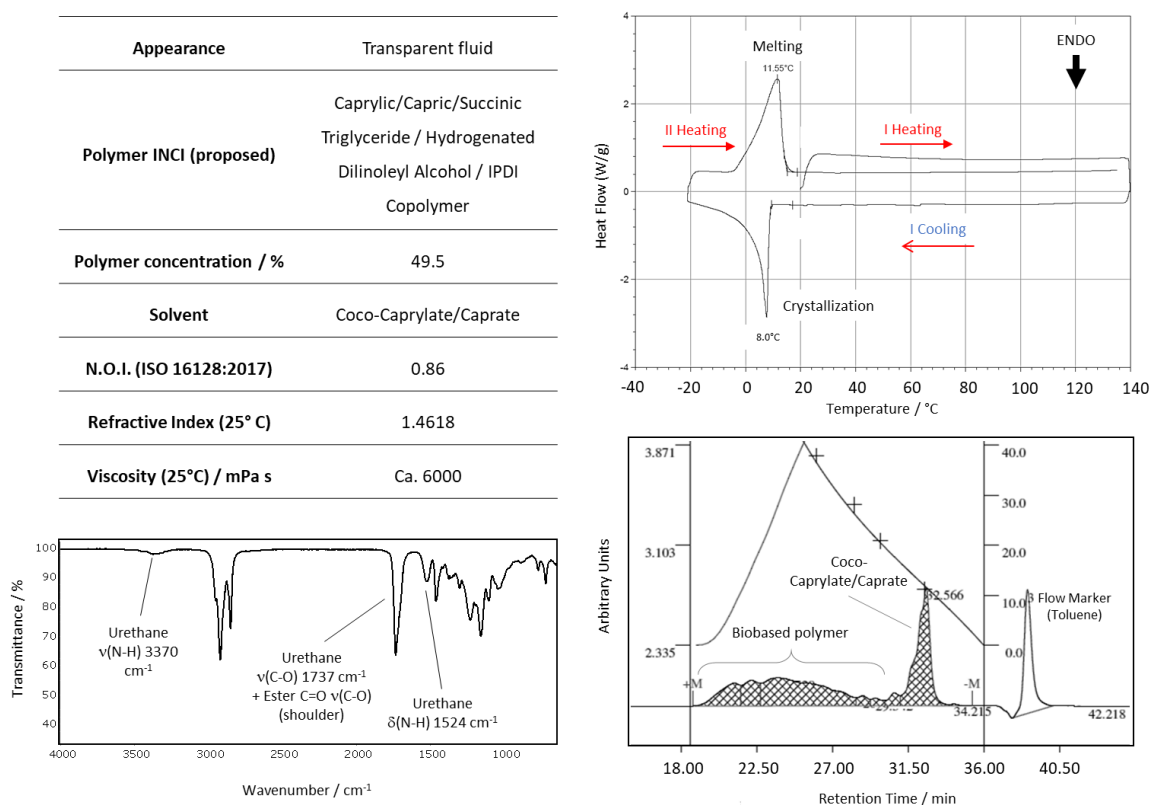 Appearance Transparent fluid
Caprylic/Capric/Succinic
Triglyceride / Hydrogenated
Polymer INCI (proposed)
Dilinoleyl Alcohol / IPDI
Copolymer
Polymer concentration / % 49.5
Solvent Coco-Caprylate/Caprate
N.O.I. (ISO 16128:2017) 0.86
Refractive Index (25° C) 1.4618
Viscosity (25°C) / mPa s Ca. 6000
4
2
0
-2
-4
Heat Flow (W/g)
Melting
11.55°C
ENDO
II Heating
I Heating
I Cooling
Crystallization
8.0°C
-40 -20 0 20 40 60 80 100 120 140
Temperature / °C
100
90
80
70
60
50
40
Transmittance / %
Urethane
ν(N-H) 3370
cm-1
Urethane
ν(C-O) 1737 cm-1
+ Ester C=O ν(C-O)
(shoulder)
Urethane
δ(N-H) 1524 cm-1
4000 3500 3000 2500 2000 1500 1000
Wavenumber / cm-1
3.871
3.103
2.335
Arbitrary Units
40.0
30.0
20.0
10.0
0.0
Coco-
Caprylate/Caprate
32.566
Flow Marker
(Toluene)
Biobased polymer
+M
-M
34.215
42.218
18.00 22.50 27.00 31.50 36.00 40.50
Retention Time / min